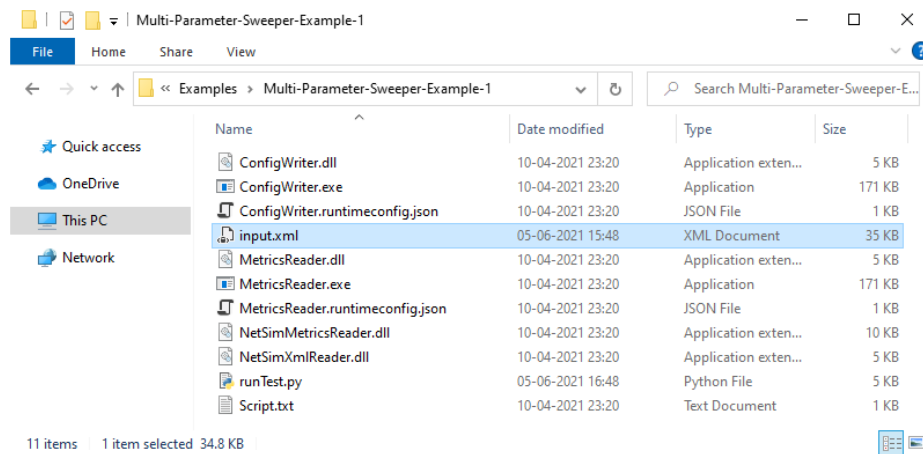 Multi-Parameter-Sweeper-Example-1
File Home Share View
« Examples > Multi-Parameter-Sweeper-Example-1
Search Multi-Parameter-Sweeper-E...
Name Date modified Type Size
Quick access
OneDrive
This PC
Network
ConfigWriter.dll 10-04-2021 23:20 Application exten... 5 KB
ConfigWriter.exe 10-04-2021 23:20 Application 171 KB
ConfigWriter.runtimeconfig.json 10-04-2021 23:20 JSON File 1 KB
input.xml 05-06-2021 15:48 XML Document 35 KB
MetricsReader.dll 10-04-2021 23:20 Application exten... 5 KB
MetricsReader.exe 10-04-2021 23:20 Application 171 KB
MetricsReader.runtimeconfig.json 10-04-2021 23:20 JSON File 1 KB
NetSimMetricsReader.dll 10-04-2021 23:20 Application exten... 10 KB
NetSimXmlReader.dll 10-04-2021 23:20 Application exten... 5 KB
runTest.py 05-06-2021 16:48 Python File 5 KB
Script.txt 10-04-2021 23:20 Text Document 1 KB
11 items 1 item selected 34.8 KB